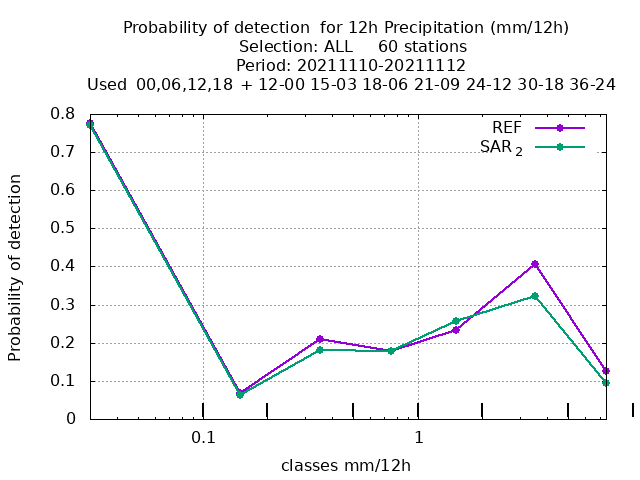 Probability of detection  for 12h Precipitation (mm/12h)
Selection: ALL     60 stations
Period: 20211110-20211112
Used  00,06,12,18  + 12-00 15-03 18-06 21-09 24-12 30-18 36-24
Probability of detection
0.8
0.7
0.6
0.5
0.4
0.3
0.2
0.1
0
REF
SAR 2
0.1
1
classes mm/12h